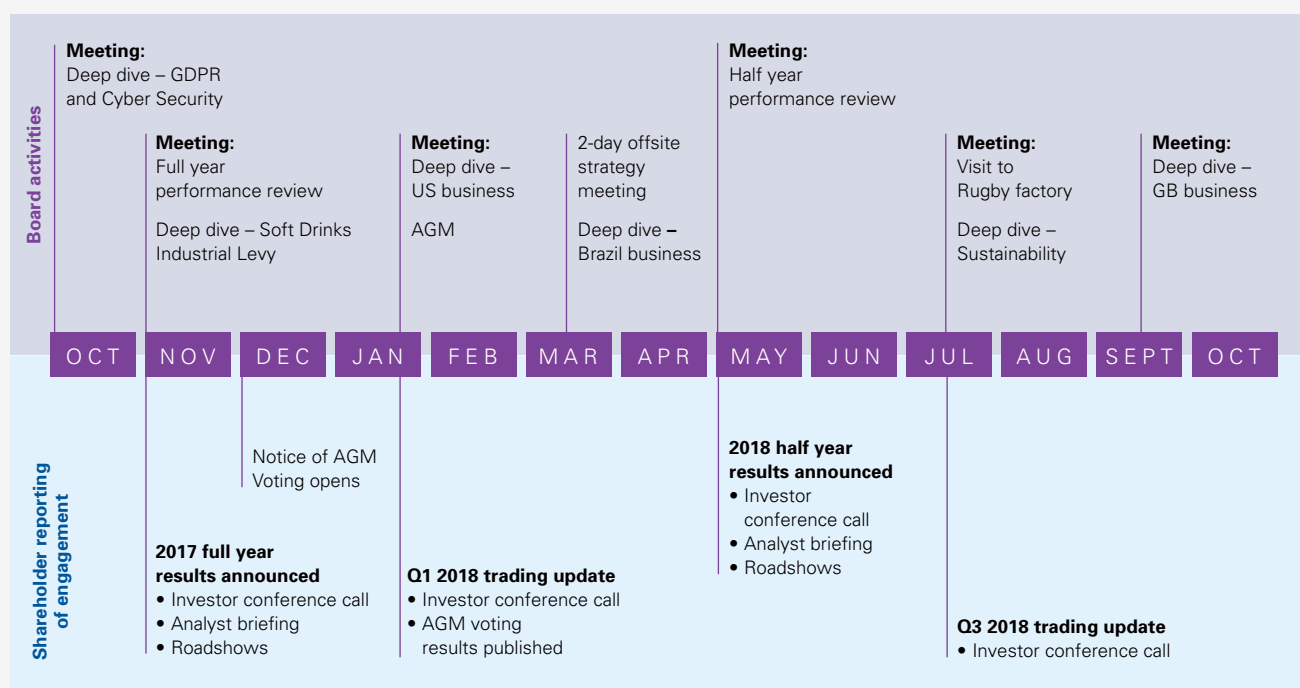 Board activities
Meeting:
Deep dive – GDPR
and Cyber Security
Meeting:
Full year
performance review
Deep dive – Soft Drinks
Industrial Levy
Meeting:
Deep dive –
US business
AGM
2-day offsite
strategy
meeting
Deep dive –
Brazil business
Meeting:
Half year
performance review
Meeting:
Visit to
Rugby factory
Deep dive –
Sustainability
Meeting:
Deep dive –
GB business
OCT NOV DEC JAN FEB MAR APR MAY JUN JUL AUG SEPT OCT
Shareholder reporting
of engagement
Notice of AGM
Voting opens
2017 full year
results announced
• Investor conference call
• Analyst briefing
• Roadshows
Q1 2018 trading update
• Investor conference call
• AGM voting
results published
2018 half year
results announced
• Investor
conference call
• Analyst briefing
• Roadshows
Q3 2018 trading update
• Investor conference call